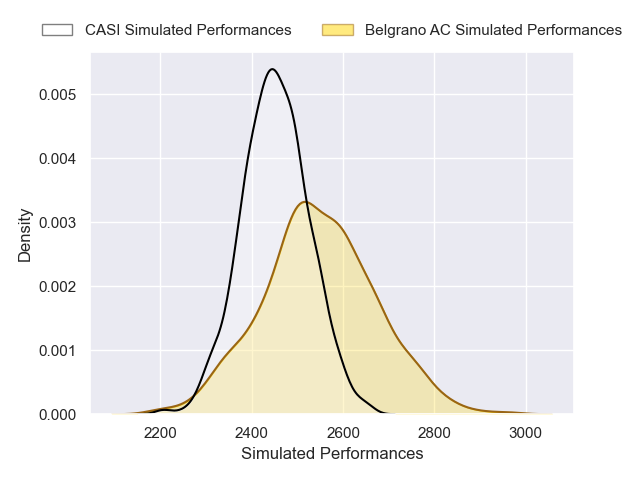 CASI Simulated Performances Belgrano AC Simulated Performances
0.005
0.004
0.003
0.002
0.001
0.000
Density
2200 2400 2600 2800 3000
Simulated Performances